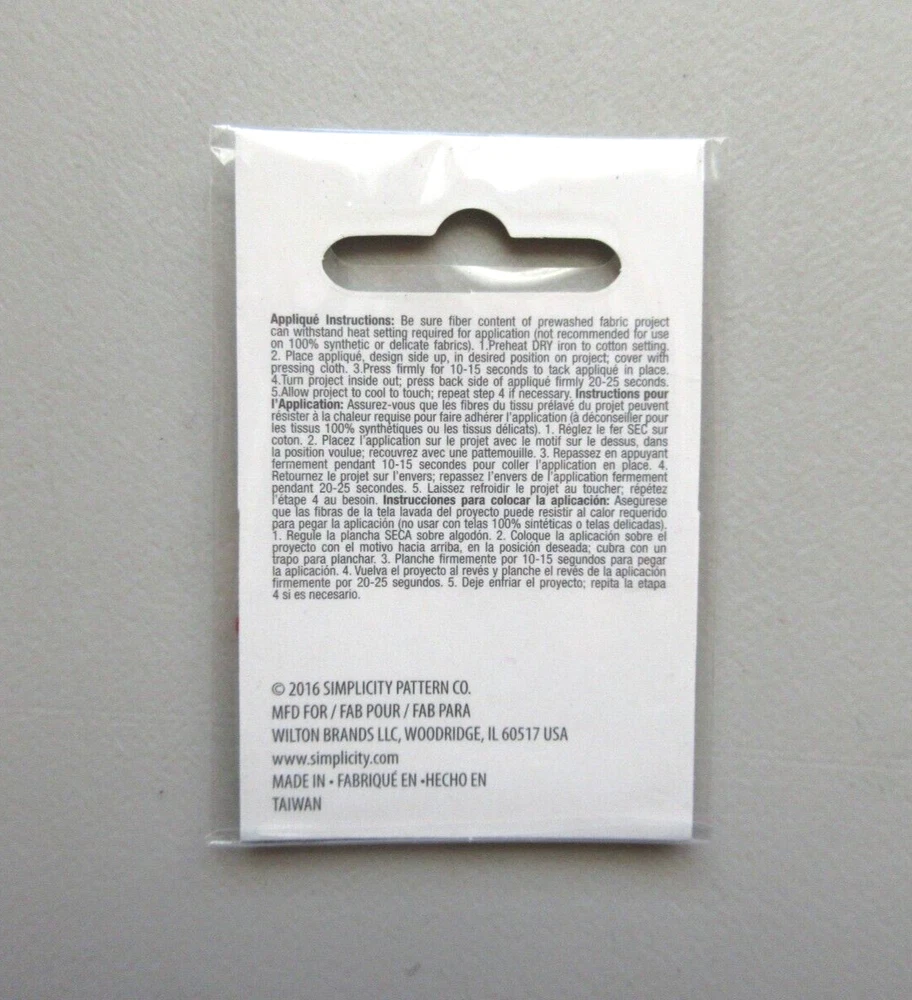 Appliqué Instructions: Be sure fiber content of prewashed fabric project
can withstand heat setting required for application (not recommended for use
on 100% synthetic or delicate fabrics). 1.Preheat DRY iron to cotton setting.
2. Place appliqué, design side up, in desired position on project; cover with
pressing cloth. 3.Press firmly for 10-15 seconds to tack appliqué in place.
4.Turn project inside out; press back side of appliqué firmly 20-25 seconds.
5.Allow project to cool to touch; repeat step 4 if necessary. Instructions pour
l'Application: Assurez-vous que les fibres du tissu prélavé du projet peuvent
résister à la chaleur requise pour faire adhérer l'application (à déconseiller pour
les tissus 100% synthétiques ou les tissus délicats). 1. Réglez le fer SEC sur
coton. 2. Placez l'application sur le projet avec le motif sur le dessus, dans
la position voulue; recouvrez avec une pattemouille. 3. Repassez en appuyant
fermement pendant 10-15 secondes pour coller l'application en place. 4.
Retournez le projet sur l'envers; repassez l'envers de l'application fermement
pendant 20-25 secondes. 5. Laissez refroidir le projet au toucher; répétez
l'étape 4 au besoin. Instrucciones para colocar la aplicación: Asegúrese
que las fibras de la tela lavada del proyecto puede resistir al calor requerido
para pegar la aplicación (no usar con telas 100% sintéticas o telas delicadas).
1. Regule la plancha SECA sobre algodón. 2. Coloque la aplicación sobre el
proyecto con el motivo hacia arriba, en la posición deseada; cubra con un
trapo para planchar. 3. Planche firmemente por 10-15 segundos para pegar
la aplicación. 4. Vuelva el proyecto al revés y planche el revés de la aplicación
firmemente por 20-25 segundos. 5. Deje enfriar el proyecto; repita la etapa
4 si es necesario.
© 2016 SIMPLICITY PATTERN CO.
MFD FOR / FAB POUR / FAB PARA
WILTON BRANDS LLC, WOODRIDGE, IL 60517 USA
www.simplicity.com
MADE IN • FABRIQUÉ EN •HECHO EN
TAIWAN